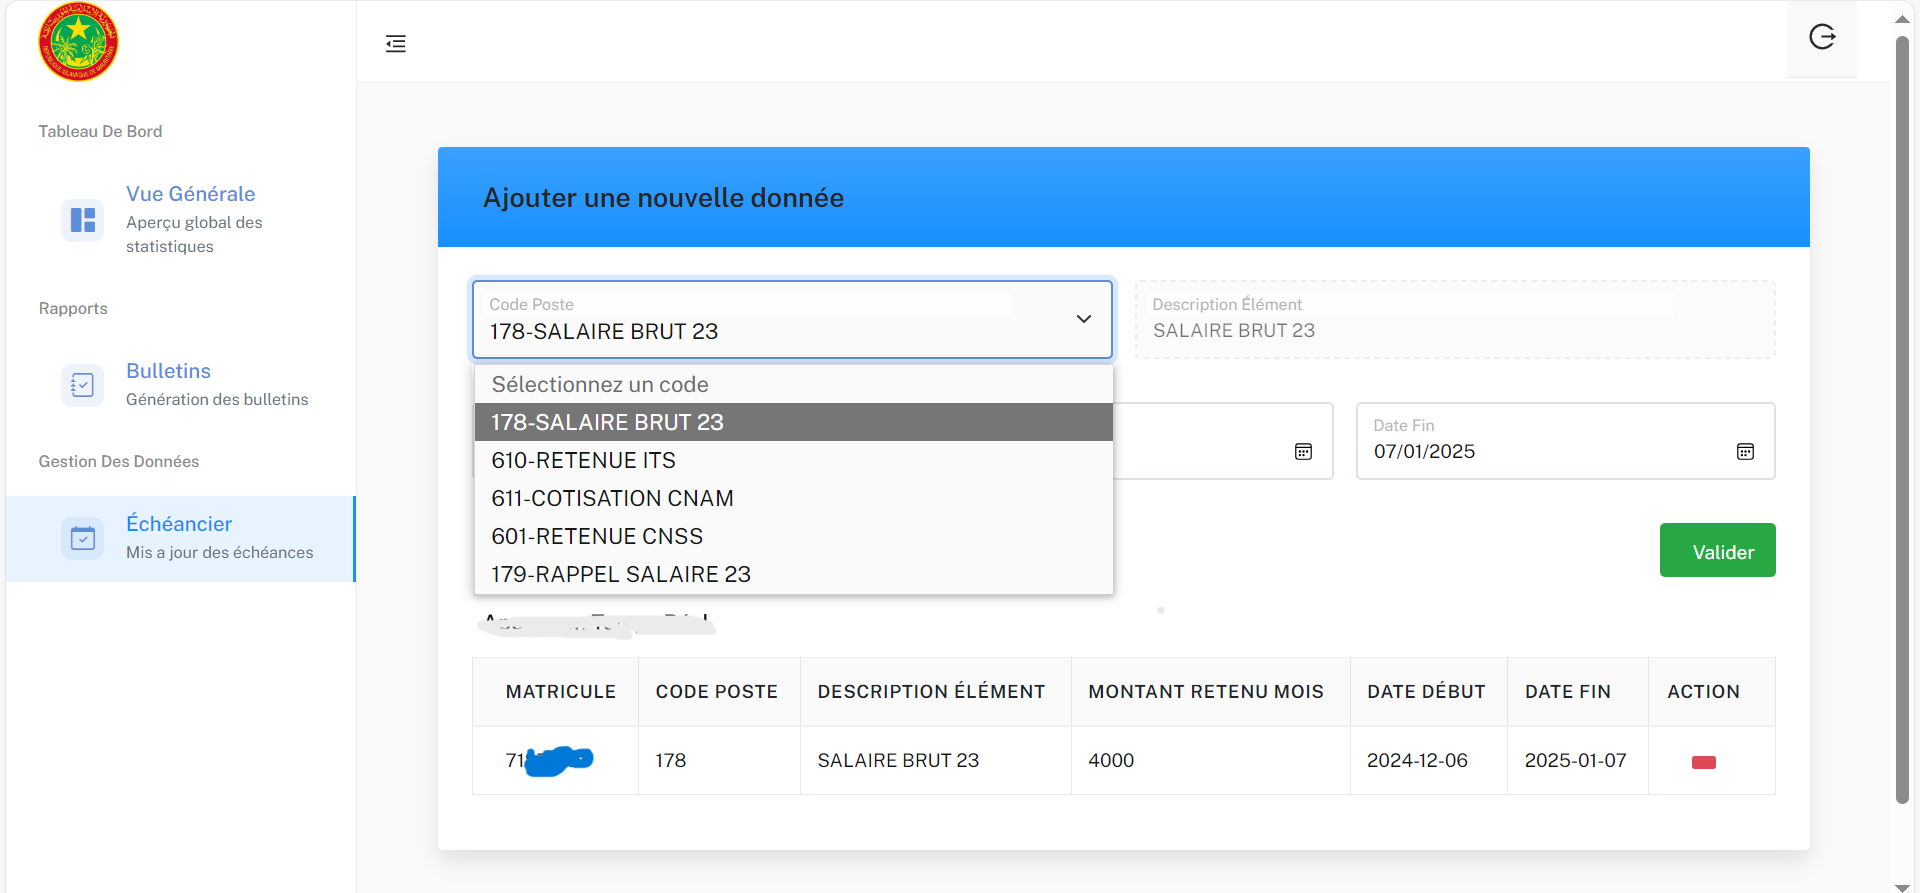 Tableau De Bord
Vue Générale
Aperçu global des
statistiques
Rapports
Bulletins
Génération des bulletins
Gestion Des Données
Échéancier
Mis a jour des échéances
Ajouter une nouvelle donnée
Code Poste
178-SALAIRE BRUT 23
Description Élément
SALAIRE BRUT 23
Sélectionnez un code
178-SALAIRE BRUT 23
610-RETENUE ITS
611-COTISATION CNAM
601-RETENUE CNSS
179-RAPPEL SALAIRE 23
Date Fin
07/01/2025
Valider
MATRICULE CODE POSTE DESCRIPTION ÉLÉMENT MONTANT RETENU MOIS DATE DÉBUT DATE FIN ACTION
178 SALAIRE BRUT 23 4000 2024-12-06 2025-01-07